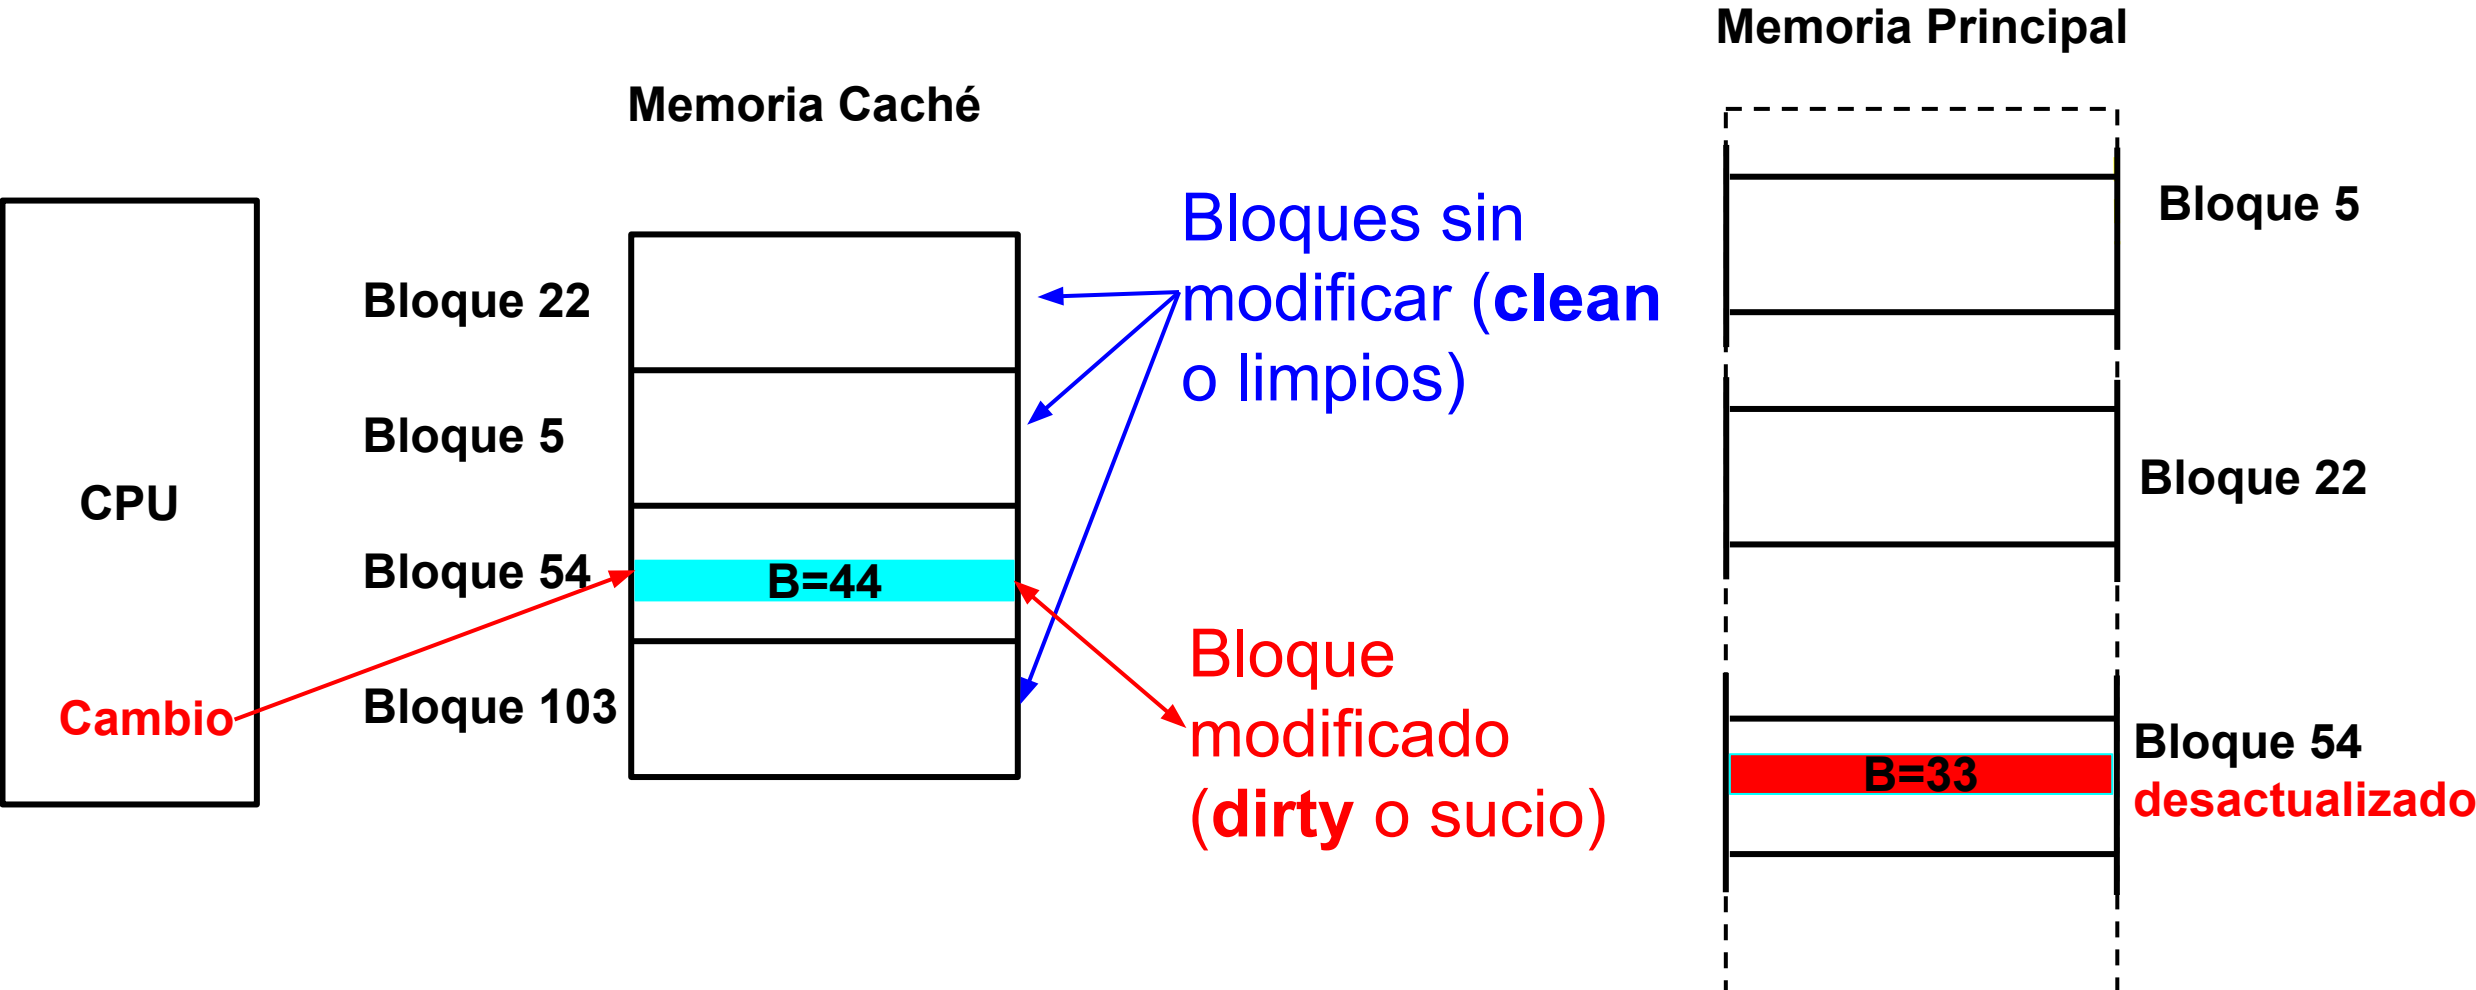 Memoria Principal
Memoria Caché
Bloque 22
Bloque 5
Bloque 54
Bloque 103
CPU
Cambio
B=44
Bloques sin
modificar (clean
o limpios)
Bloque
modificado
(dirty o sucio)
Bloque 5
Bloque 22
Bloque 54
desactualizado
B=33